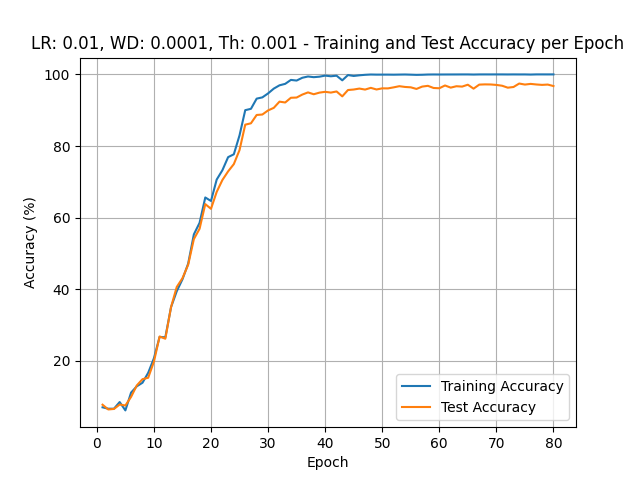 LR: 0.01, WD: 0.0001, Th: 0.001 - Training and Test Accuracy per Epoch
100
80
60
40
20
Accuracy (%)
0 10 20 30 40 50 60 70 80
Epoch
Training Accuracy
Test Accuracy